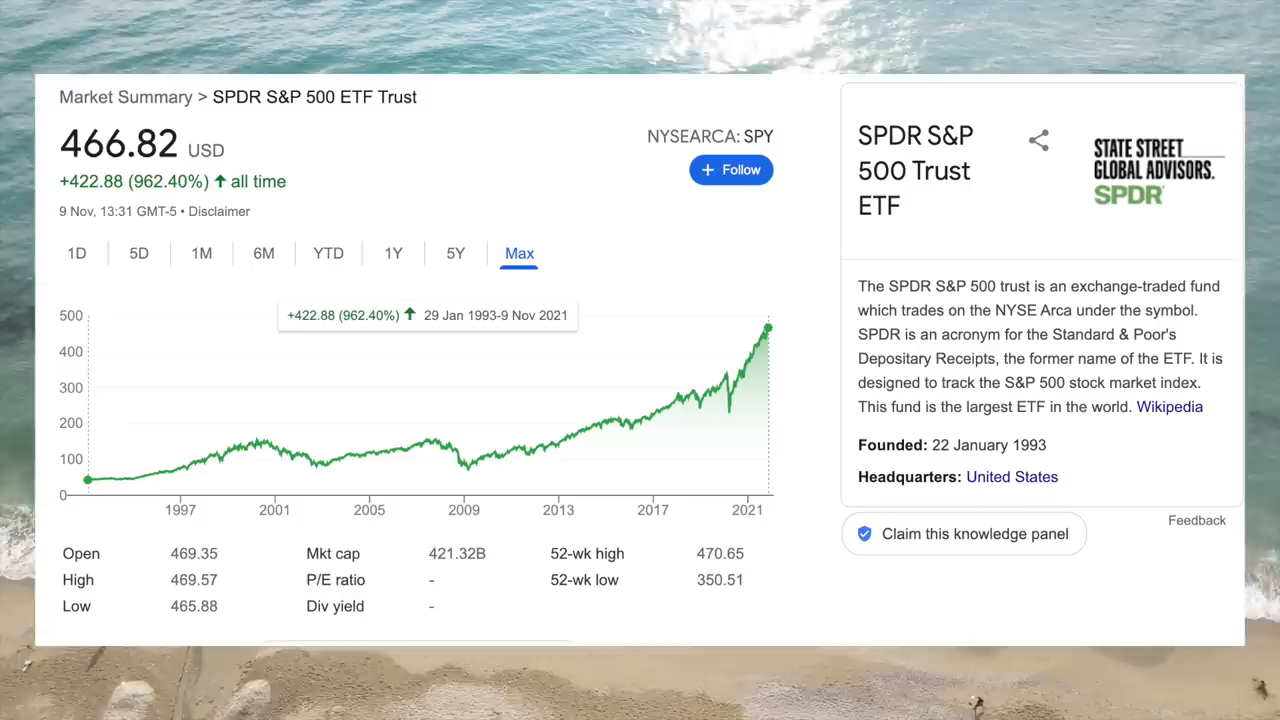 Market Summary > SPDR S&P 500 ETF Trust
466.82 USD
+422.88 (962.40%) ↑ all time
9 Nov, 13:31 GMT-5 • Disclaimer
NYSEARCA: SPY
+ Follow
1D 5D 1M 6M YTD 1Y 5Y Max
+422.88 (962.40%) ↑ 29 Jan 1993-9 Nov 2021
500
400
300
200
100
0
1997 2001 2005 2009 2013 2017 2021
Open 469.35 Mkt cap 421.32B 52-wk high 470.65
High 469.57 P/E ratio - 52-wk low 350.51
Low 465.88 Div yield -
SPDR S&P
500 Trust
ETF
STATE STREET
GLOBAL ADVISORS.
SPDR
The SPDR S&P 500 trust is an exchange-traded fund
which trades on the NYSE Arca under the symbol.
SPDR is an acronym for the Standard & Poor's
Depositary Receipts, the former name of the ETF. It is
designed to track the S&P 500 stock market index.
This fund is the largest ETF in the world. Wikipedia
Founded: 22 January 1993
Headquarters: United States
Claim this knowledge panel
Feedback